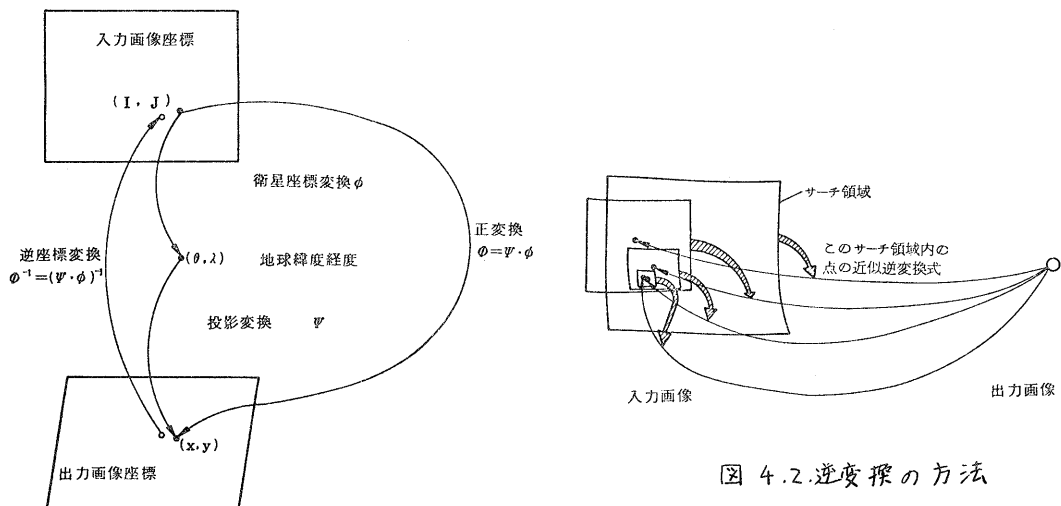 入力画像座標
(I, J)
衛星座標変換φ
正変換
Φ=Ψ·φ
逆座標変換
Φ⁻¹=(Ψ·φ)⁻¹
(θ,λ)
地球緯度経度
投影変換 Ψ
(x,y)
出力画像座標
サーチ領域
このサーチ領域内の
点の近似逆変換式
入力画像
出力画像
図 4.2.逆変換の方法